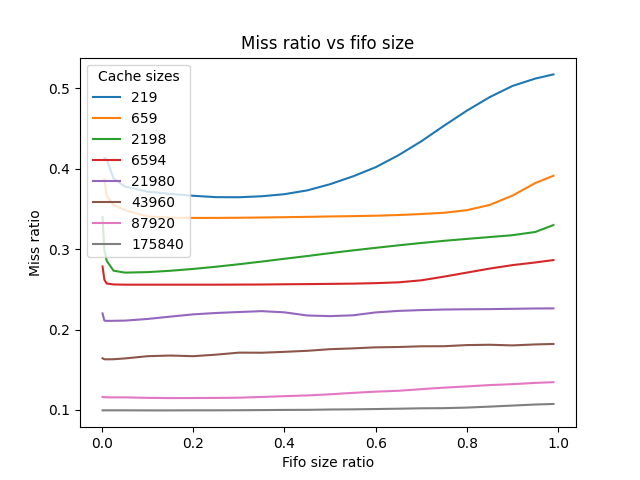 Miss ratio vs fifo size
Cache sizes
219
659
2198
6594
21980
43960
87920
175840
Miss ratio
0.5
0.4
0.3
0.2
0.1
0.0 0.2 0.4 0.6 0.8 1.0
Fifo size ratio